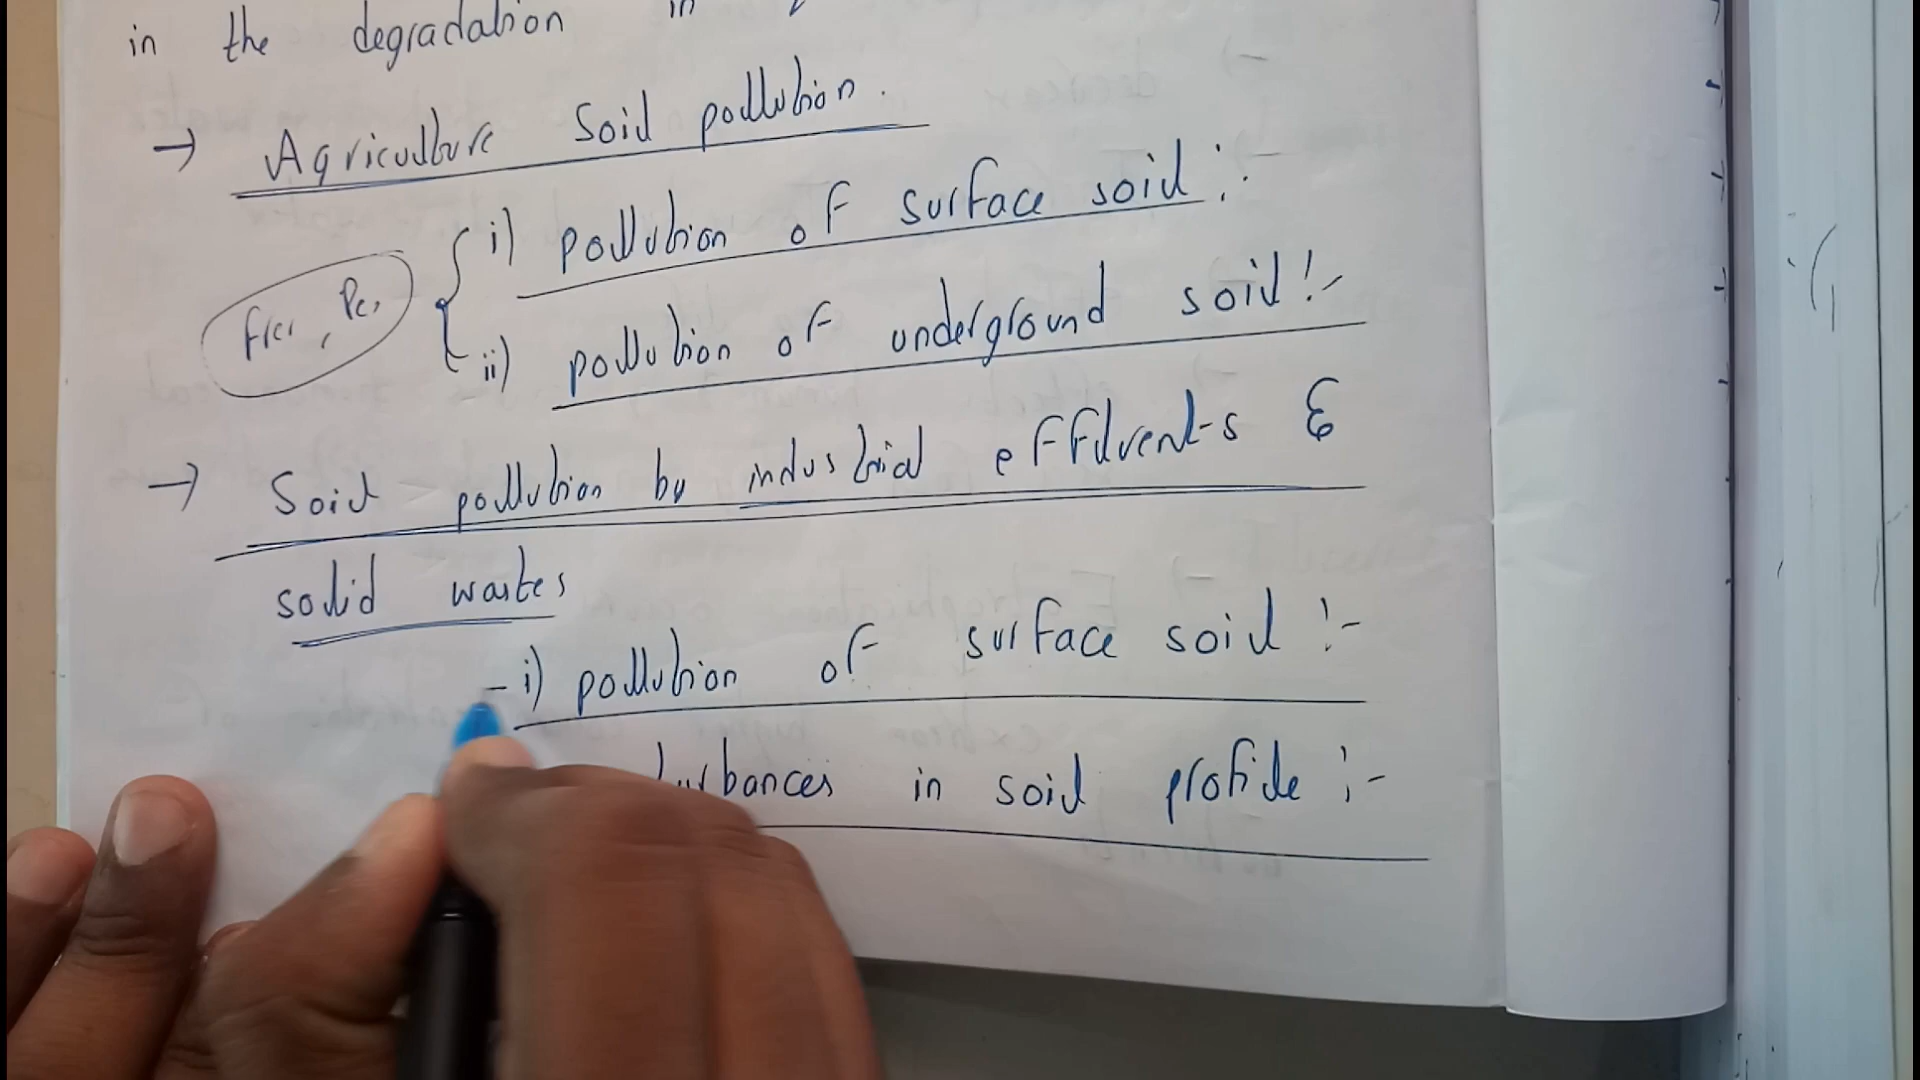 in the degradation in
→ Agriculture Soil pollution.
i) pollution of surface soil :-
ii) pollution of underground soil :-
→ Soil pollution by industrial effluents &
solid wastes
- i) pollution of surface soil :-
in soil profile :-